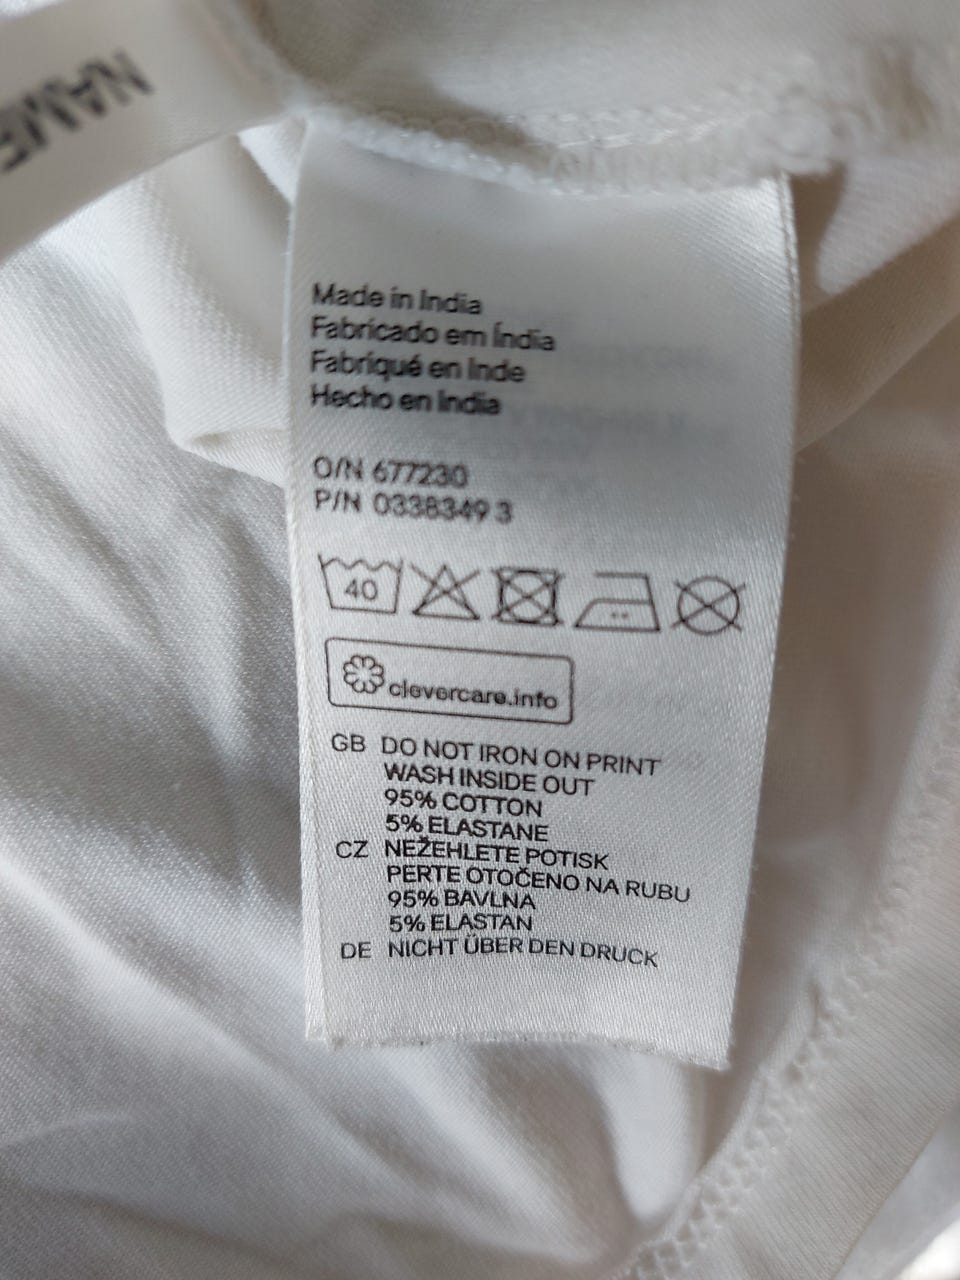 NAME
Made in India
Fabricado em Índia
Fabriqué en Inde
Hecho en India
O/N 677230
P/N 0338349 3
40
clevercare.info
GB DO NOT IRON ON PRINT
WASH INSIDE OUT
95% COTTON
5% ELASTANE
CZ NEŽEHLETE POTISK
PERTE OTOČENO NA RUBU
95% BAVLNA
5% ELASTAN
DE NICHT ÜBER DEN DRUCK